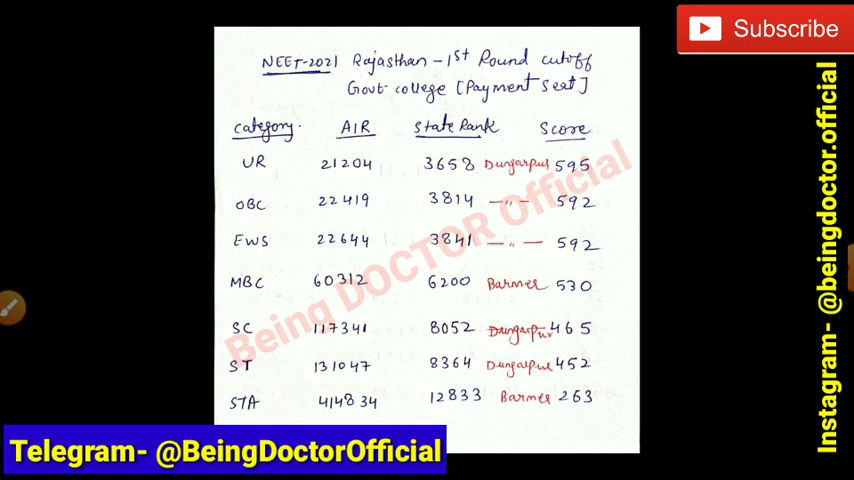 Subscribe
NEET-2021 Rajasthan - 1st Round cutoff
Govt college [Payment Seat]
Category. AIR State Rank Score
UR 21204 3658 Dungarpur 595
OBC 22419 3814 —〃— 592
EWS 22644 3841 —〃— 592
MBC 60312 6200 Barmer 530
SC 117341 8052 Dungarpur 465
ST 131047 8364 Dungarpur 452
STA 414834 12833 Barmer 263
Being DOCTOR Official
Telegram- @BeingDoctorOfficial
Instagram- @beingdoctor.official